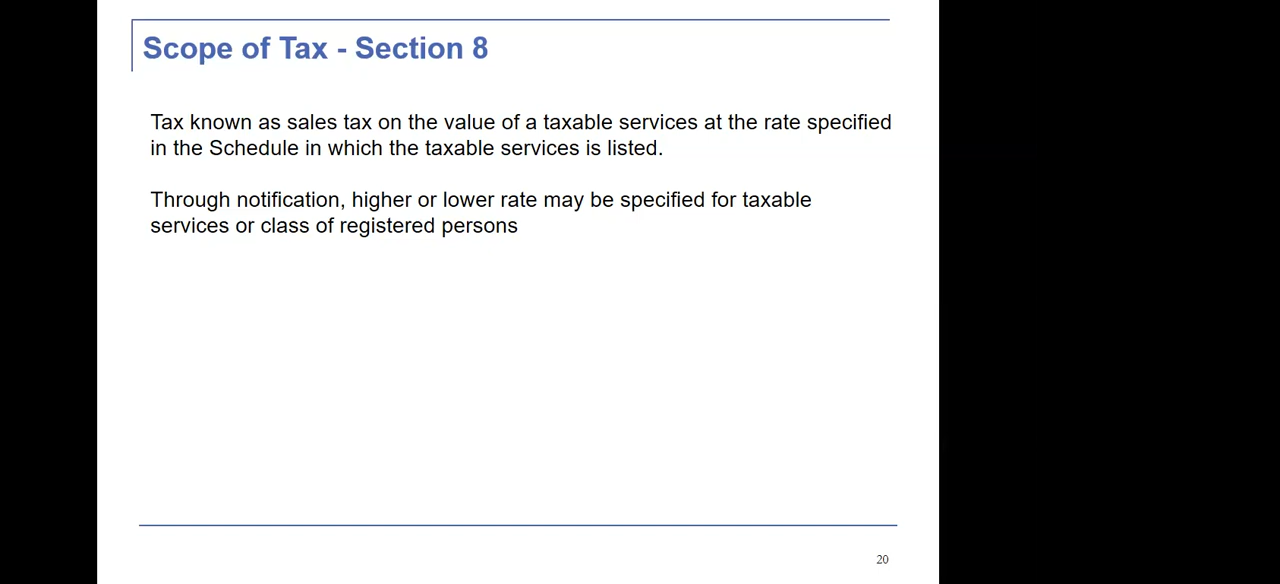 Scope of Tax - Section 8
Tax known as sales tax on the value of a taxable services at the rate specified
in the Schedule in which the taxable services is listed.
Through notification, higher or lower rate may be specified for taxable
services or class of registered persons
20